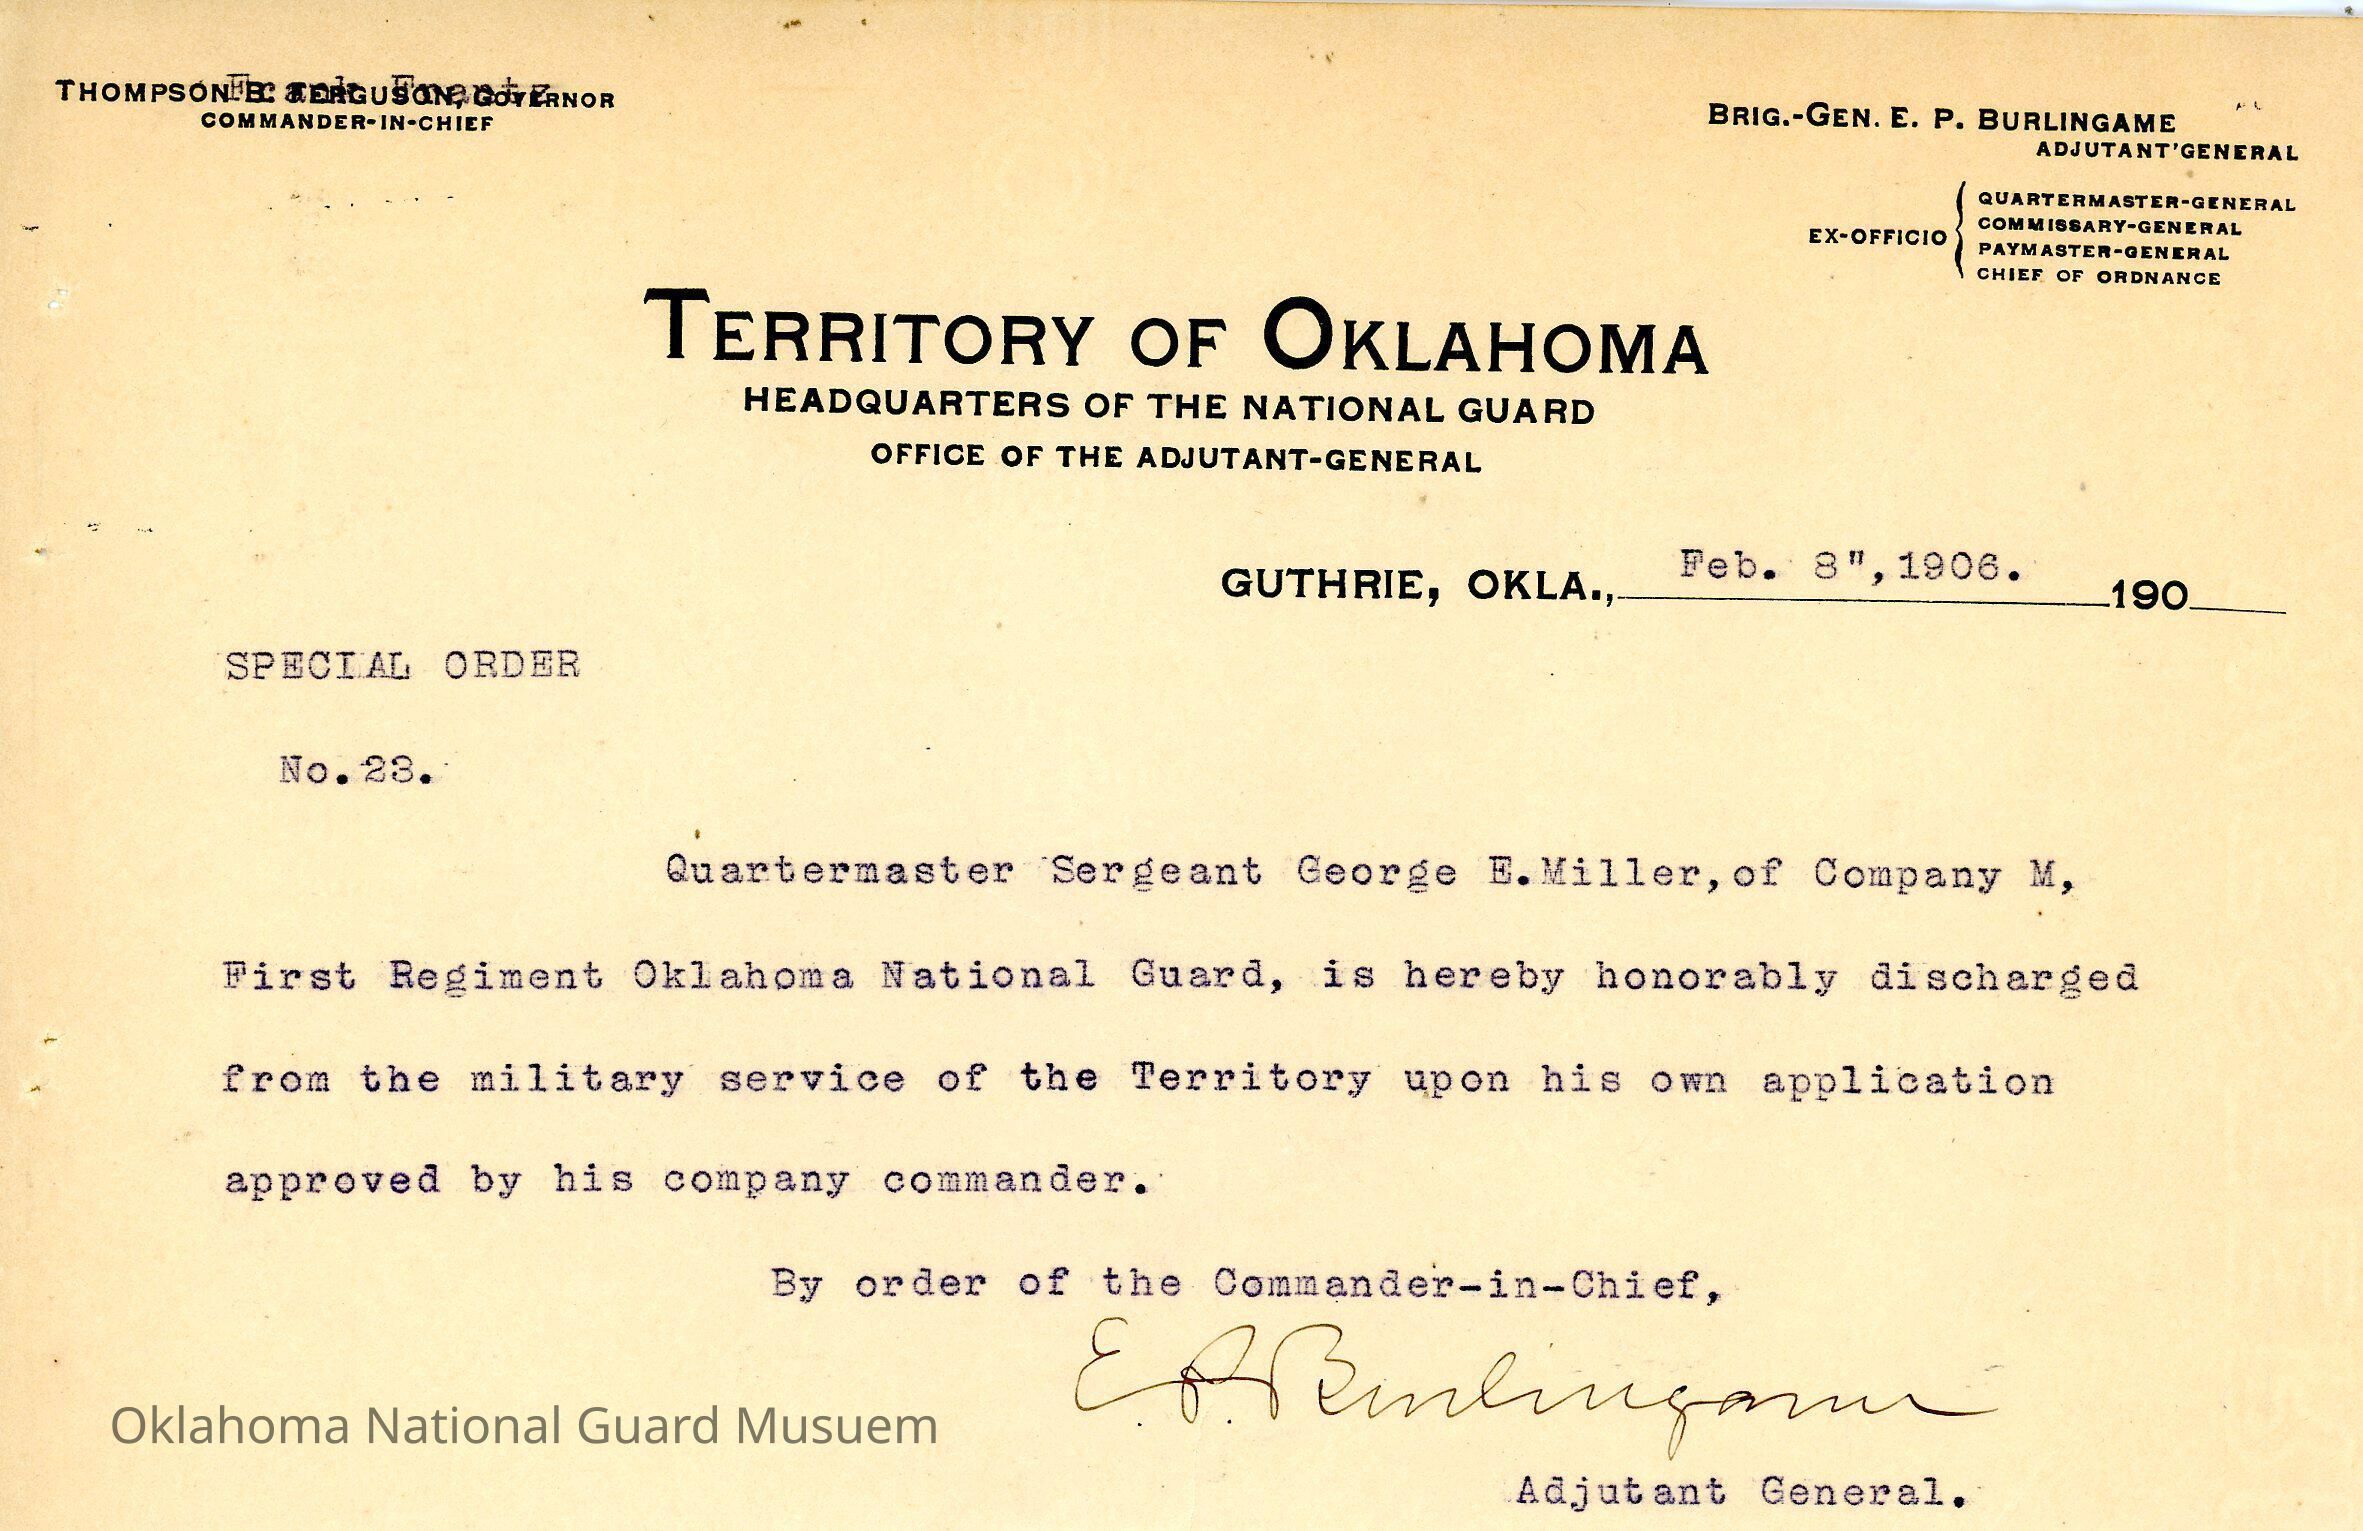 Frank Frantz
THOMPSON B. FERGUSON, GOVERNOR
COMMANDER-IN-CHIEF
BRIG.-GEN. E. P. BURLINGAME
ADJUTANT'GENERAL
EX-OFFICIO
QUARTERMASTER-GENERAL
COMMISSARY-GENERAL
PAYMASTER-GENERAL
CHIEF OF ORDNANCE
TERRITORY OF OKLAHOMA
HEADQUARTERS OF THE NATIONAL GUARD
OFFICE OF THE ADJUTANT-GENERAL
GUTHRIE, OKLA., Feb. 8", 1906. 190
SPECIAL ORDER
No. 23.
Quartermaster Sergeant George E. Miller, of Company M,
First Regiment Oklahoma National Guard, is hereby honorably discharged
from the military service of the Territory upon his own application
approved by his company commander.
By order of the Commander-in-Chief,
E. P. Burlingame
Oklahoma National Guard Musuem
Adjutant General.